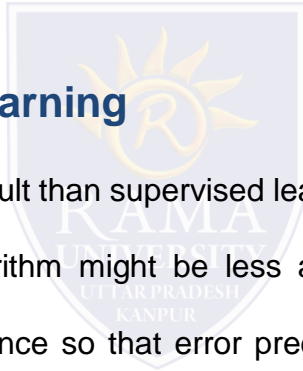 arning
ult than supervised lea
rithm might be less a
nce so that error pred
R
RAMA
UNIVERSITY
UTTAR PRADESH
KANPUR